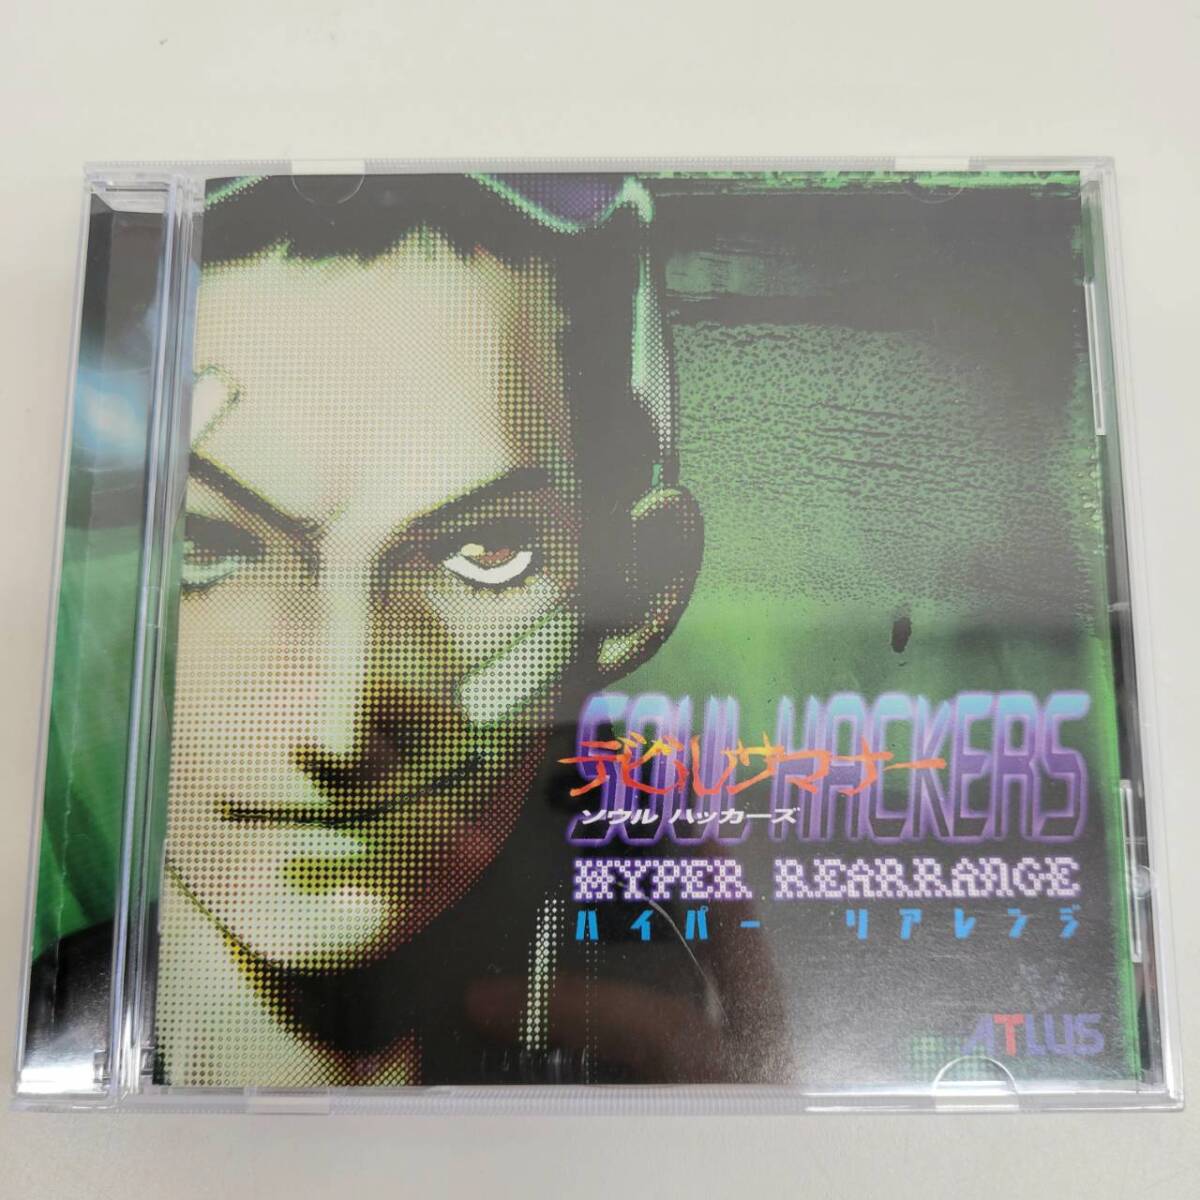 SOUL HACKERS
デビルサマナー
ソウル ハッカーズ
HYPER REARRANGE
ハイパー リアレンジ
ATLUS